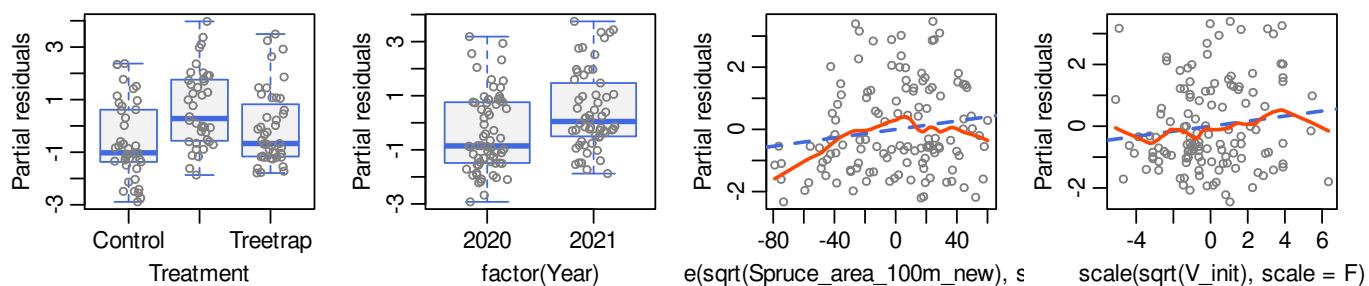 Partial residuals
3
1
-1
-3
Control
Treetrap
Treatment
Partial residuals
3
1
-1
-3
2020
2021
factor(Year)
Partial residuals
2
0
-2
-80
-40
0
40
e(sqrt(Spruce_area_100m_new), s
Partial residuals
2
0
-2
-4
0
2
4
6
scale(sqrt(V_init), scale = F)